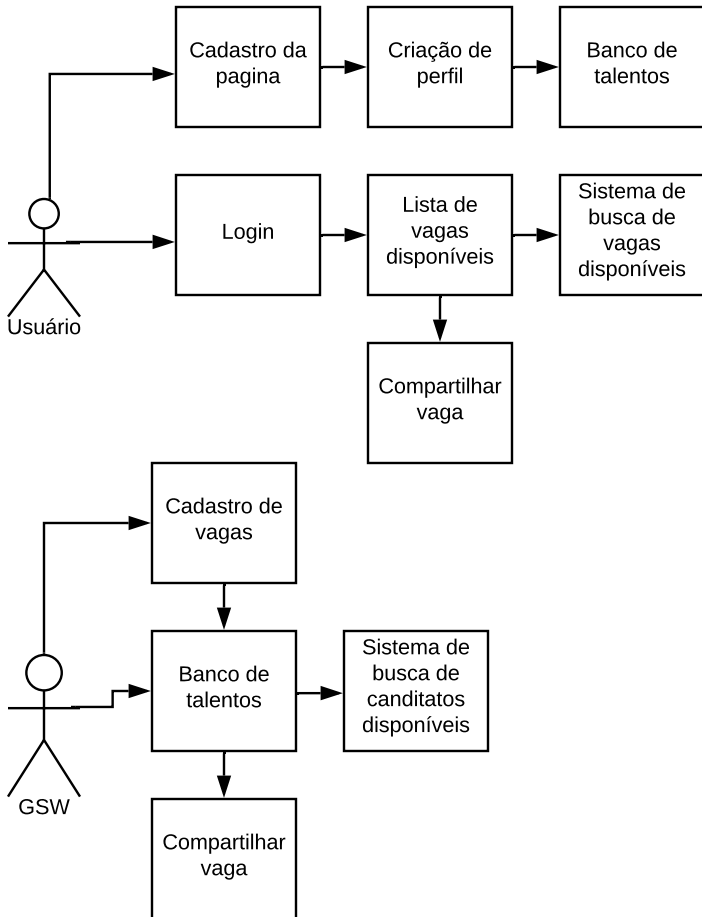 Cadastro da
pagina
Criação de
perfil
Banco de
talentos
Login
Lista de
vagas
disponíveis
Sistema de
busca de
vagas
disponíveis
Usuário
Compartilhar
vaga
Cadastro de
vagas
Banco de
talentos
Sistema de
busca de
canditatos
disponíveis
GSW
Compartilhar
vaga